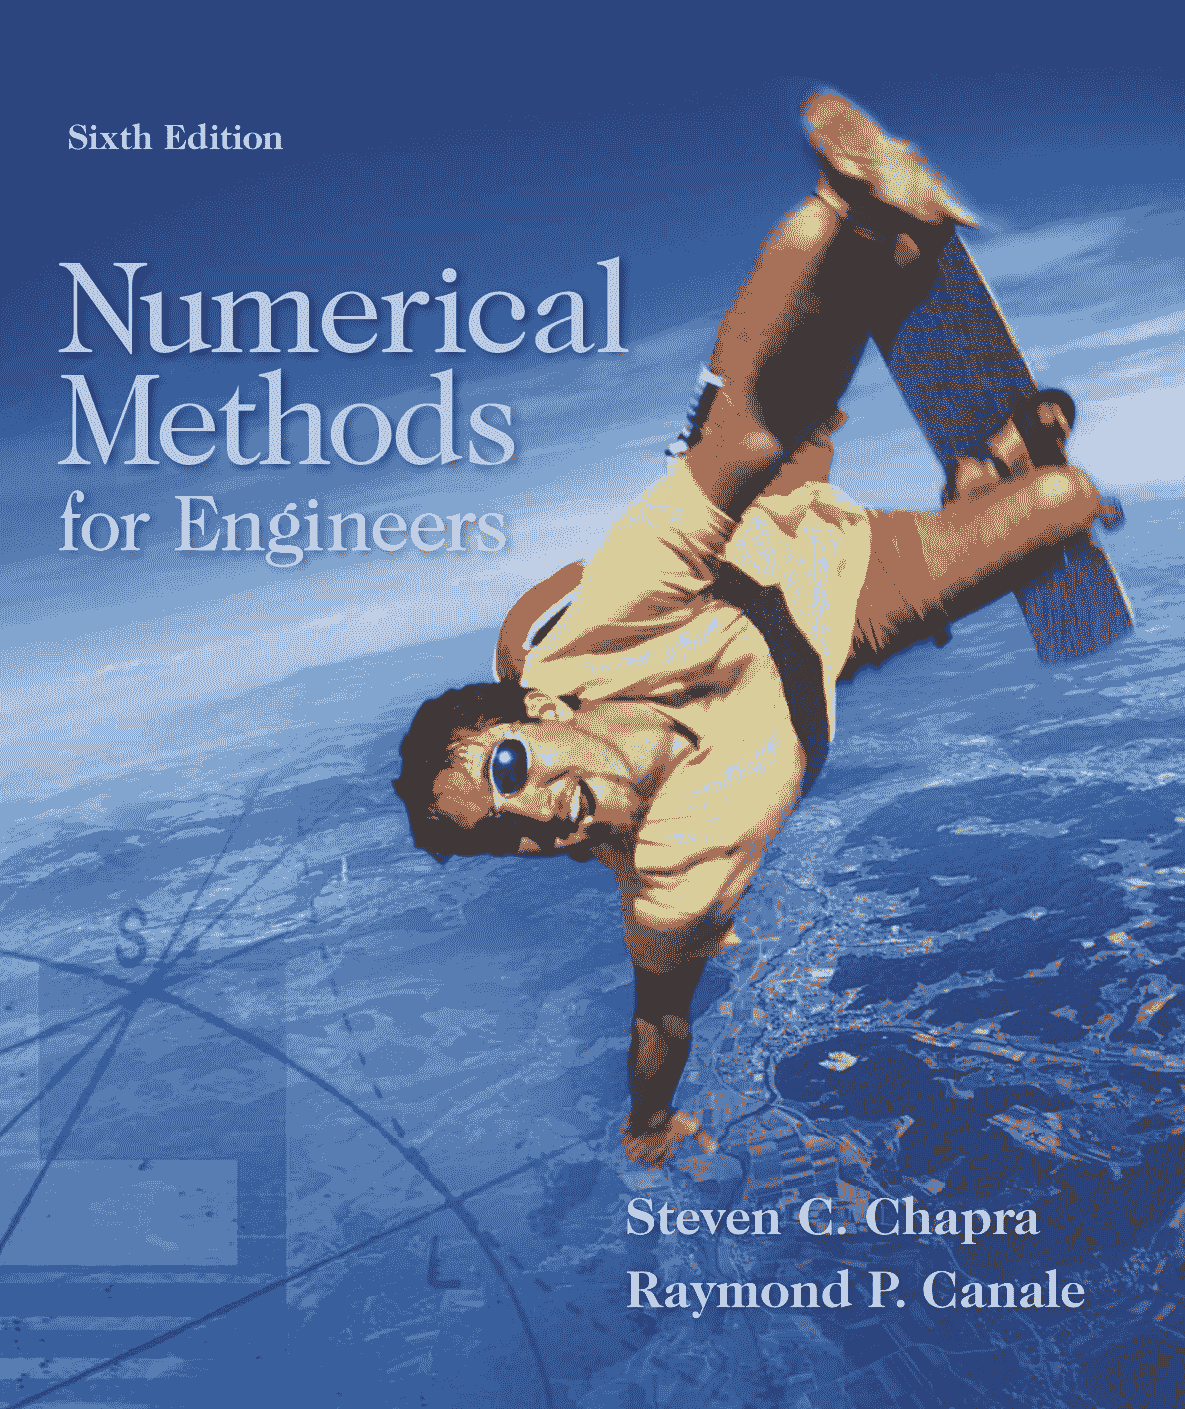 Sixth Edition
Numerical
Methods
for Engineers
S
L
Steven C. Chapra
Raymond P. Canale